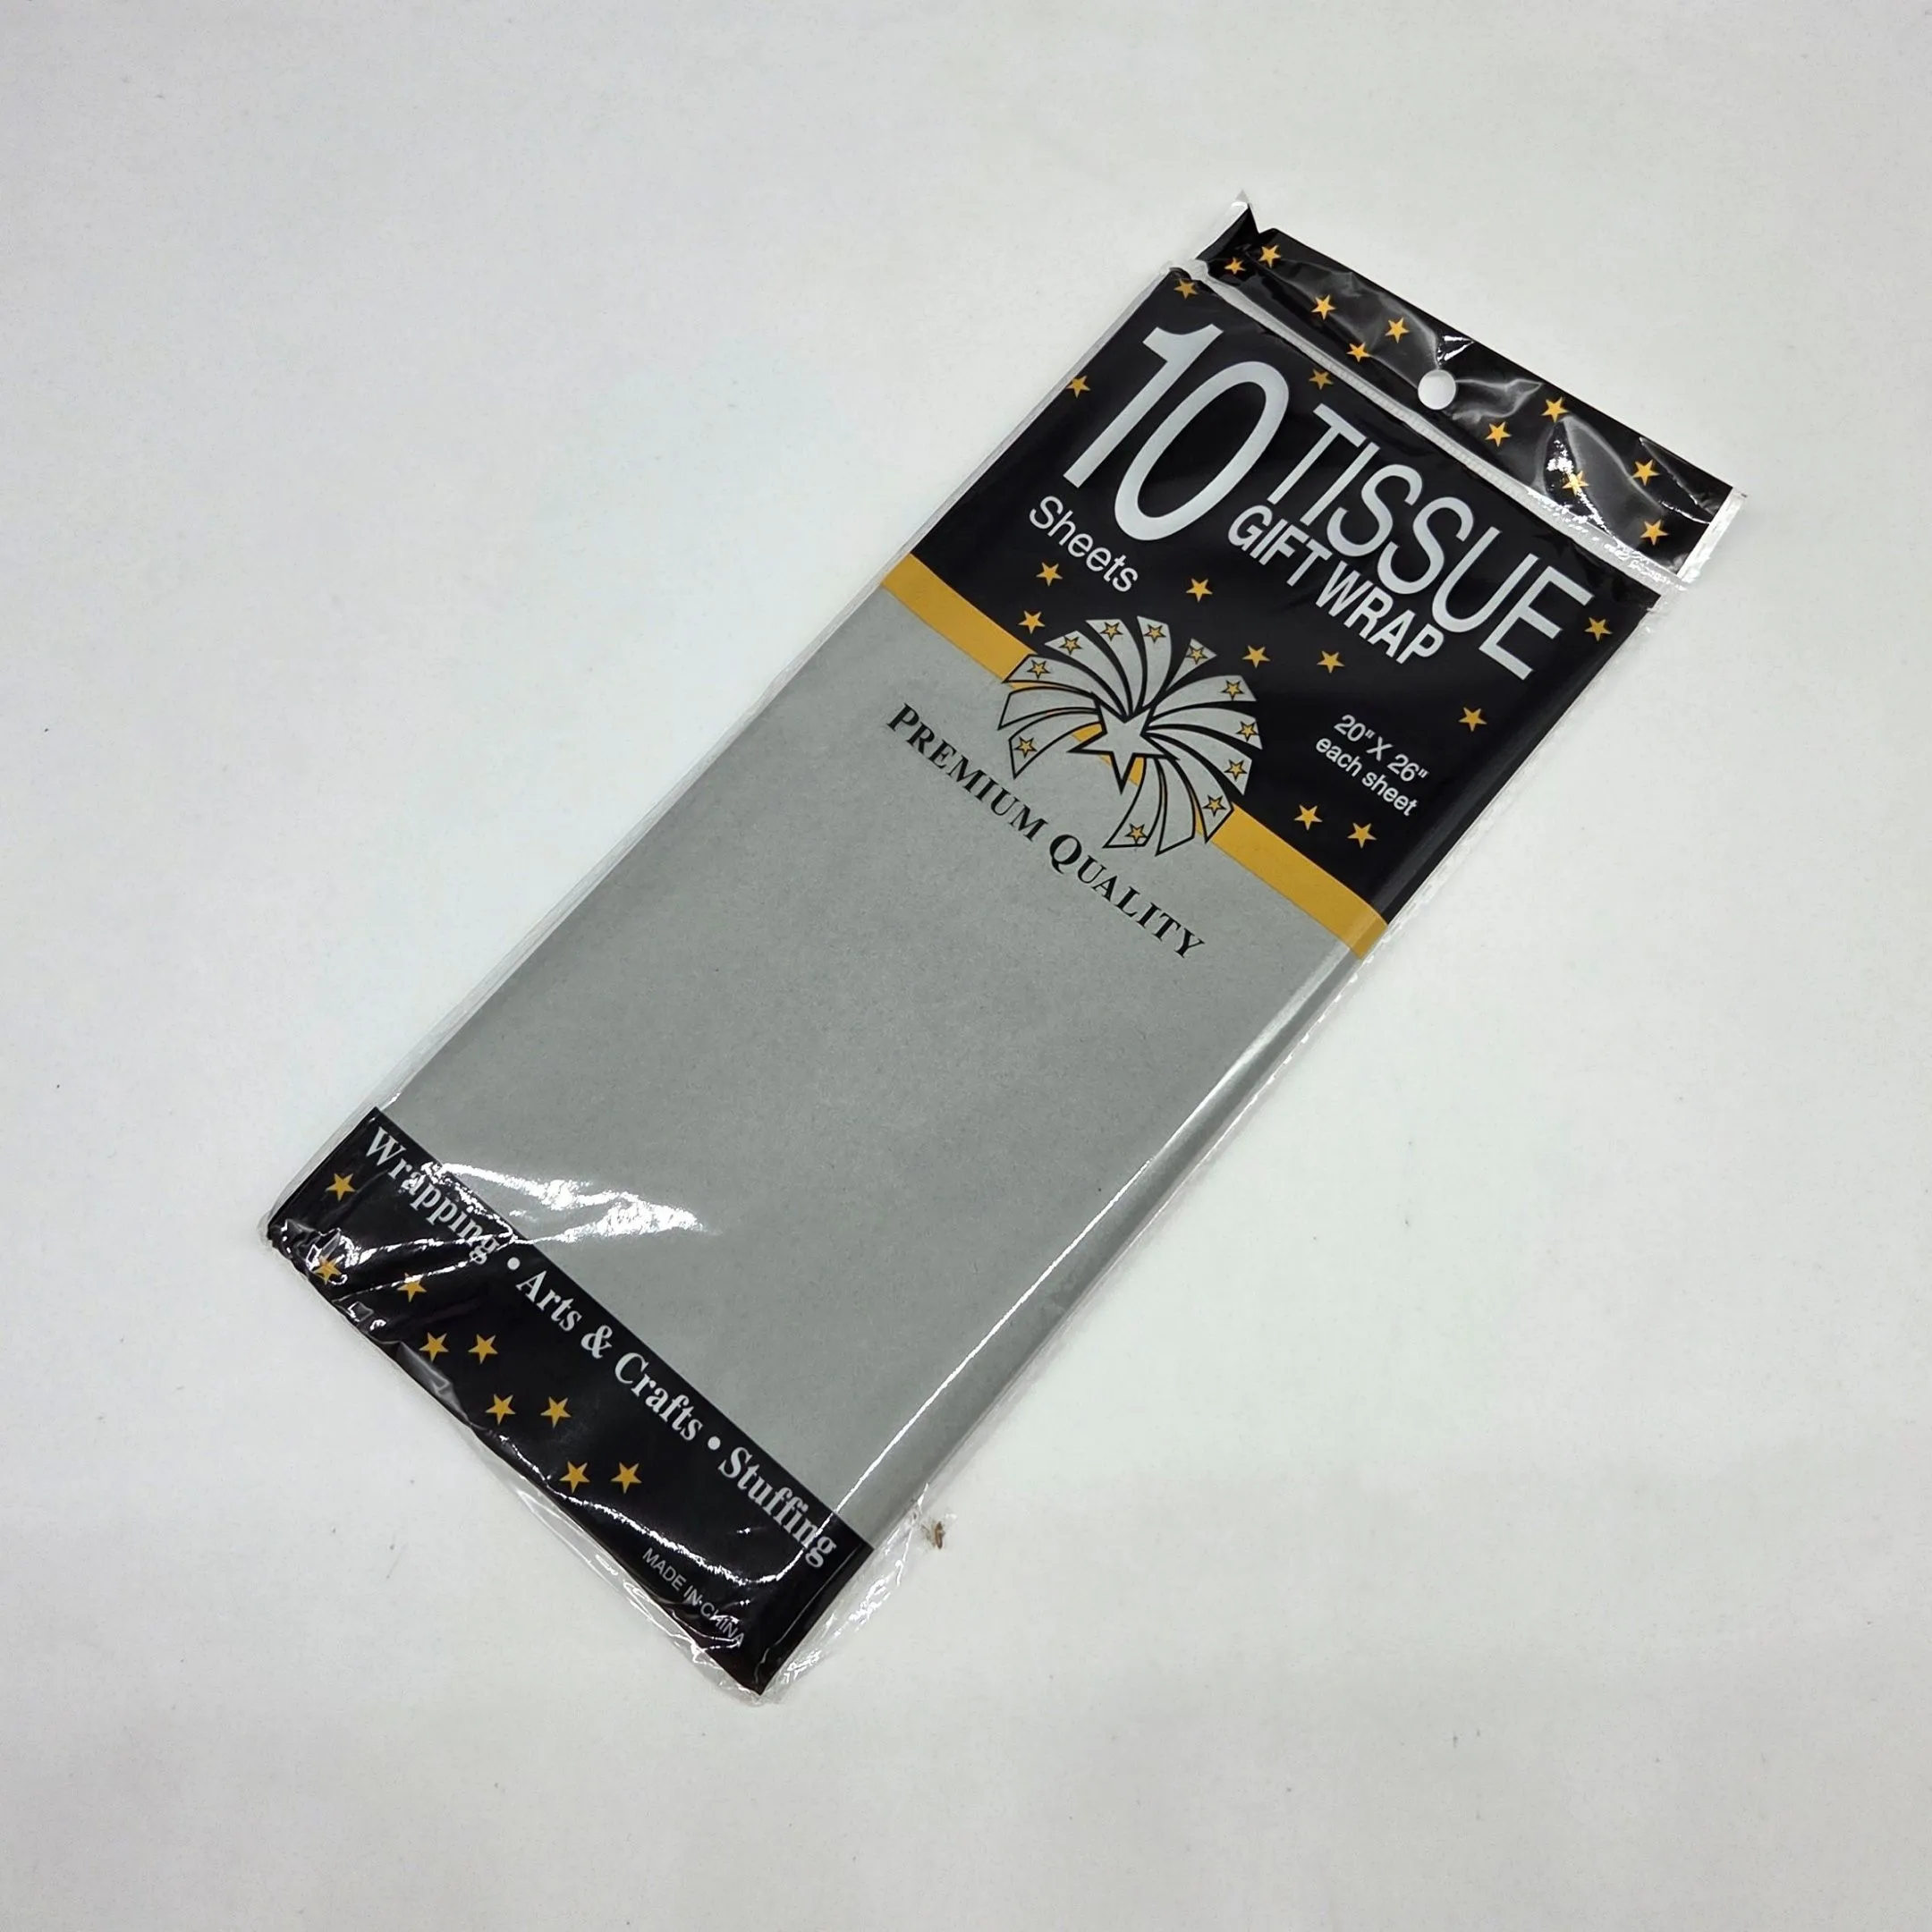 10 TISSUE
Sheets GIFT WRAP
20" X 26"
each sheet
PREMIUM QUALITY
Wrapping • Arts & Crafts • Stuffing
MADE IN CHINA